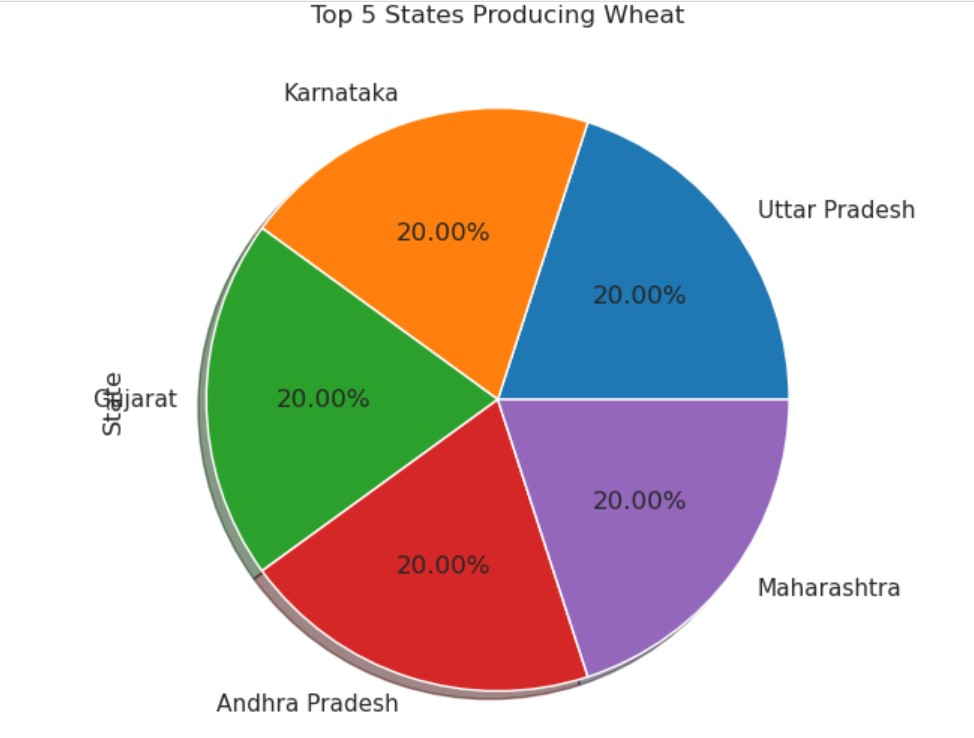 Top 5 States Producing Wheat
Karnataka
Uttar Pradesh
20.00%
20.00%
Gujarat
State
20.00%
20.00%
Maharashtra
20.00%
Andhra Pradesh